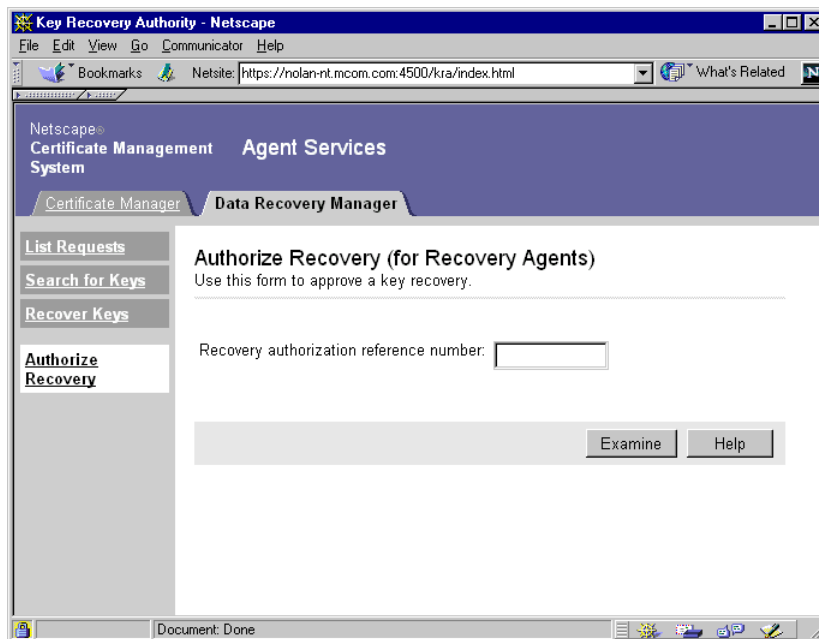 Key Recovery Authority - Netscape
File Edit View Go Communicator Help
Bookmarks Netsite: https://nolan-nt.mcom.com:4500/kra/index.html What's Related N
Netscape®
Certificate Management
System
Agent Services
Certificate Manager Data Recovery Manager
List Requests
Search for Keys
Recover Keys
Authorize
Recovery
Authorize Recovery (for Recovery Agents)
Use this form to approve a key recovery.
Recovery authorization reference number:
Examine Help
Document: Done